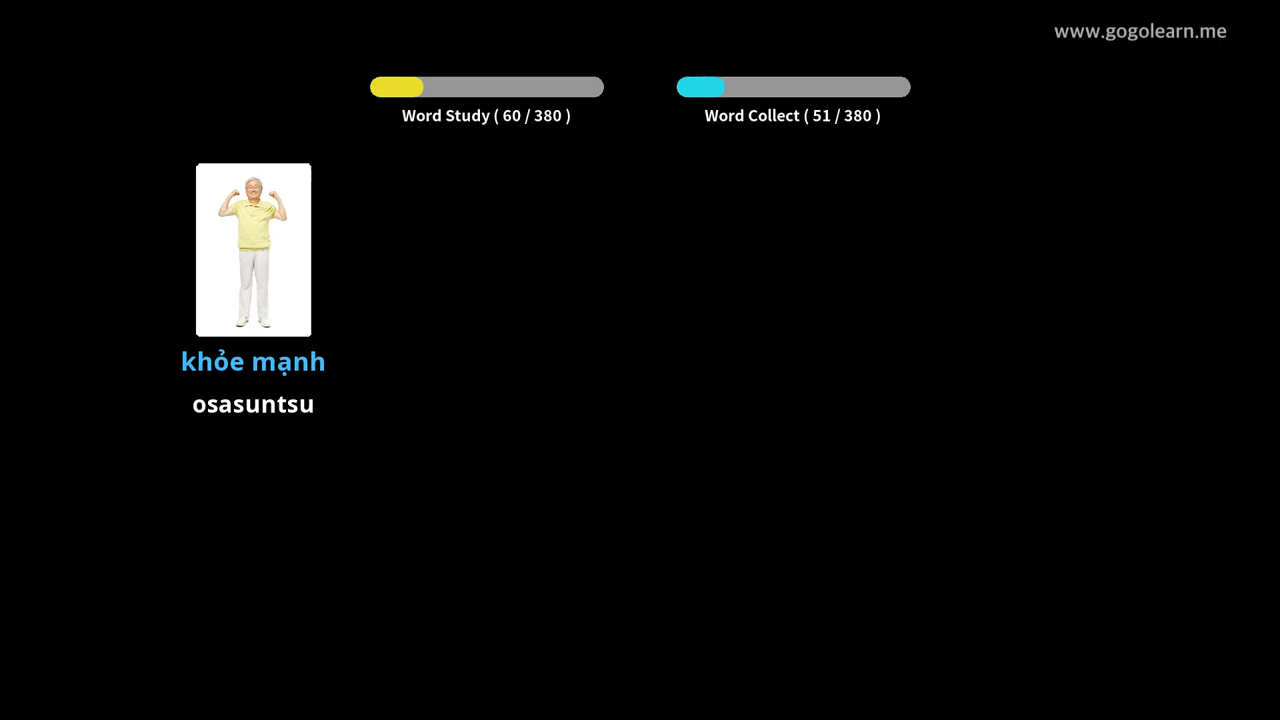 www.gogolearn.me
Word Study ( 60 / 380 )
Word Collect ( 51 / 380 )
khỏe mạnh
osasuntsu